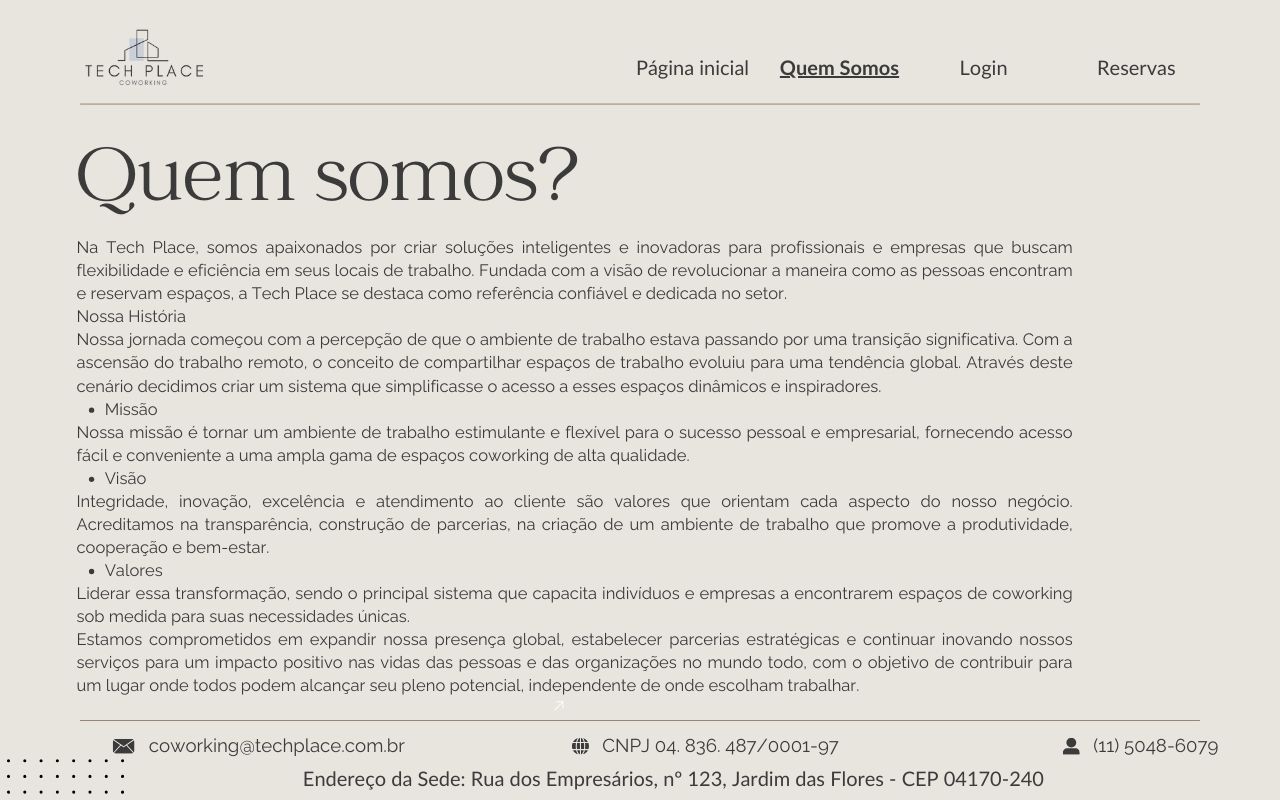 TECH PLACE
COWORKING
Página inicial Quem Somos Login Reservas
Quem somos?
Na Tech Place, somos apaixonados por criar soluções inteligentes e inovadoras para profissionais e empresas que buscam
flexibilidade e eficiência em seus locais de trabalho. Fundada com a visão de revolucionar a maneira como as pessoas encontram
e reservam espaços, a Tech Place se destaca como referência confiável e dedicada no setor.
Nossa História
Nossa jornada começou com a percepção de que o ambiente de trabalho estava passando por uma transição significativa. Com a
ascensão do trabalho remoto, o conceito de compartilhar espaços de trabalho evoluiu para uma tendência global. Através deste
cenário decidimos criar um sistema que simplificasse o acesso a esses espaços dinâmicos e inspiradores.
• Missão
Nossa missão é tornar um ambiente de trabalho estimulante e flexível para o sucesso pessoal e empresarial, fornecendo acesso
fácil e conveniente a uma ampla gama de espaços coworking de alta qualidade.
• Visão
Integridade, inovação, excelência e atendimento ao cliente são valores que orientam cada aspecto do nosso negócio.
Acreditamos na transparência, construção de parcerias, na criação de um ambiente de trabalho que promove a produtividade,
cooperação e bem-estar.
• Valores
Liderar essa transformação, sendo o principal sistema que capacita indivíduos e empresas a encontrarem espaços de coworking
sob medida para suas necessidades únicas.
Estamos comprometidos em expandir nossa presença global, estabelecer parcerias estratégicas e continuar inovando nossos
serviços para um impacto positivo nas vidas das pessoas e das organizações no mundo todo, com o objetivo de contribuir para
um lugar onde todos podem alcançar seu pleno potencial, independente de onde escolham trabalhar.
coworking@techplace.com.br CNPJ 04. 836. 487/0001-97 (11) 5048-6079
Endereço da Sede: Rua dos Empresários, nº 123, Jardim das Flores - CEP 04170-240